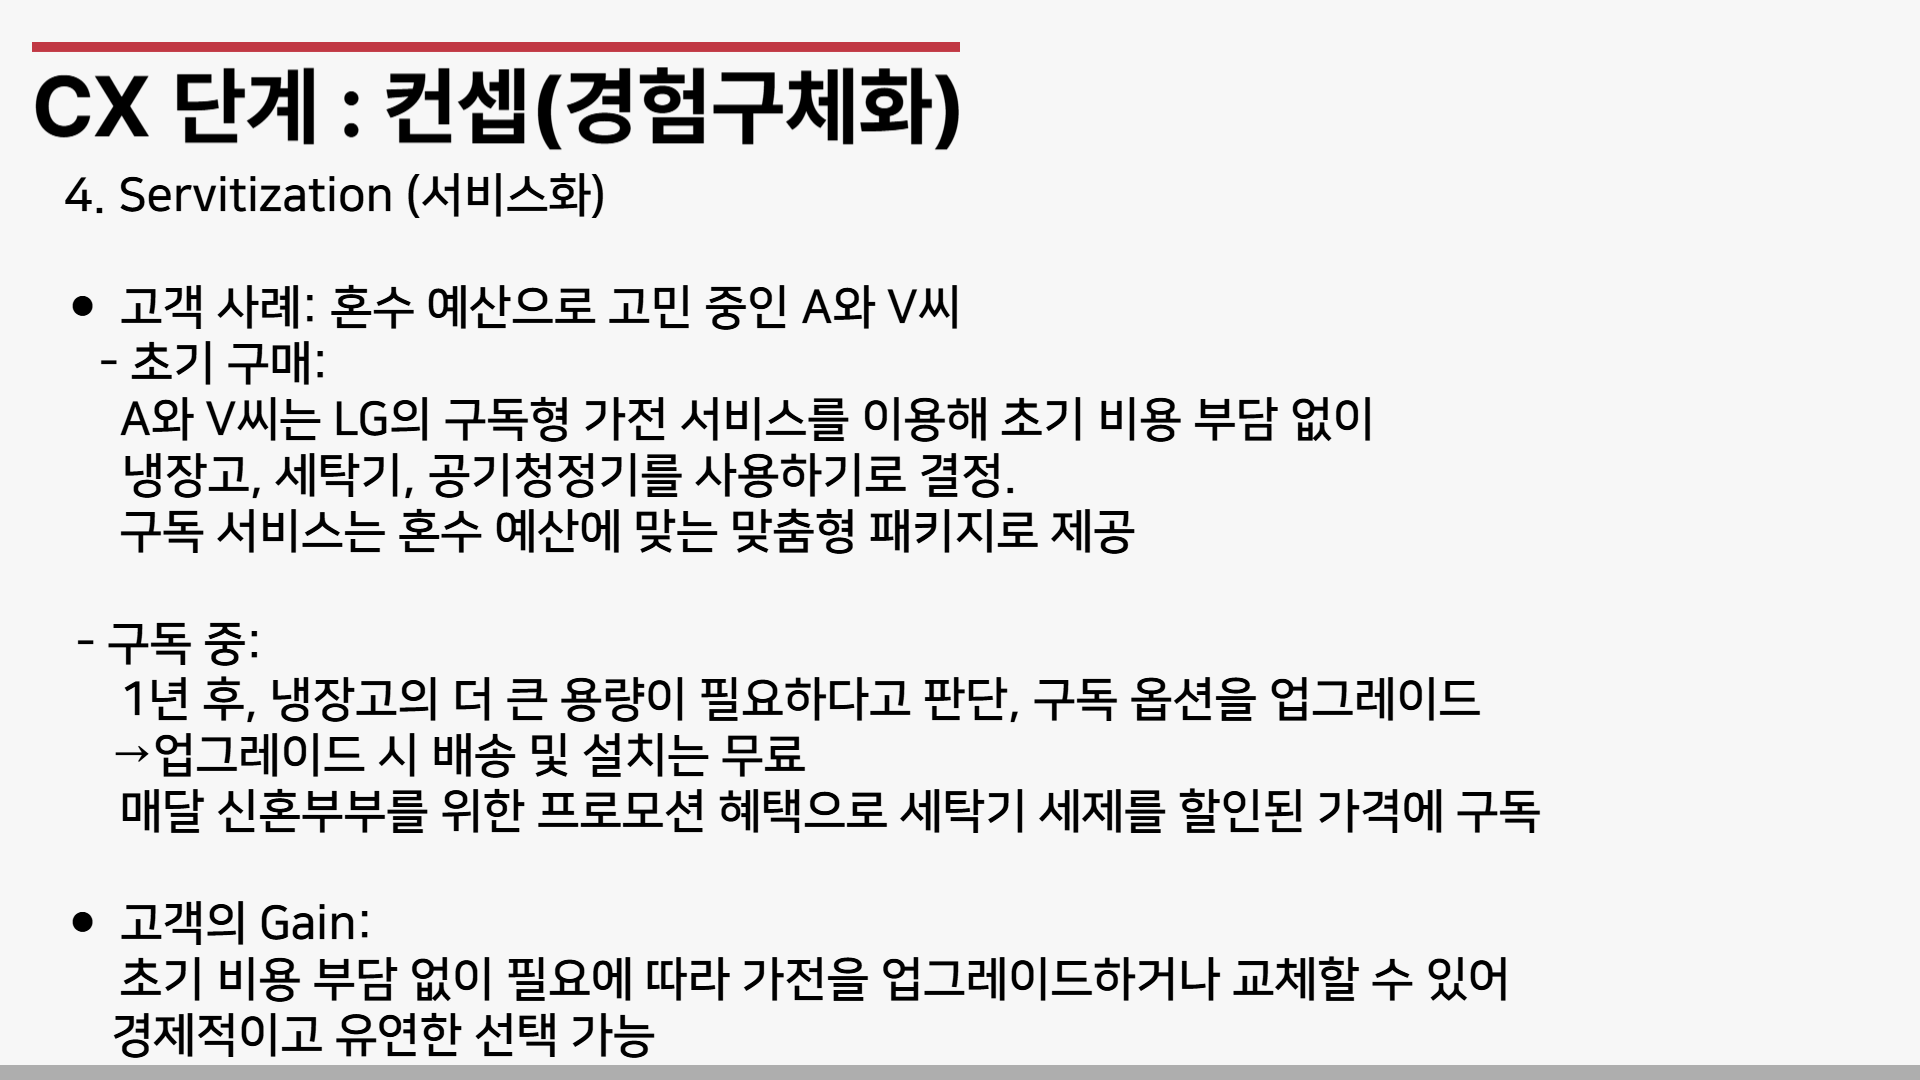 CX 단계 : 컨셉(경험구체화)
4. Servitization (서비스화)
● 고객 사례: 혼수 예산으로 고민 중인 A와 V씨
- 초기 구매:
A와 V씨는 LG의 구독형 가전 서비스를 이용해 초기 비용 부담 없이
냉장고, 세탁기, 공기청정기를 사용하기로 결정.
구독 서비스는 혼수 예산에 맞는 맞춤형 패키지로 제공
- 구독 중:
1년 후, 냉장고의 더 큰 용량이 필요하다고 판단, 구독 옵션을 업그레이드
→업그레이드 시 배송 및 설치는 무료
매달 신혼부부를 위한 프로모션 혜택으로 세탁기 세제를 할인된 가격에 구독
● 고객의 Gain:
초기 비용 부담 없이 필요에 따라 가전을 업그레이드하거나 교체할 수 있어
경제적이고 유연한 선택 가능